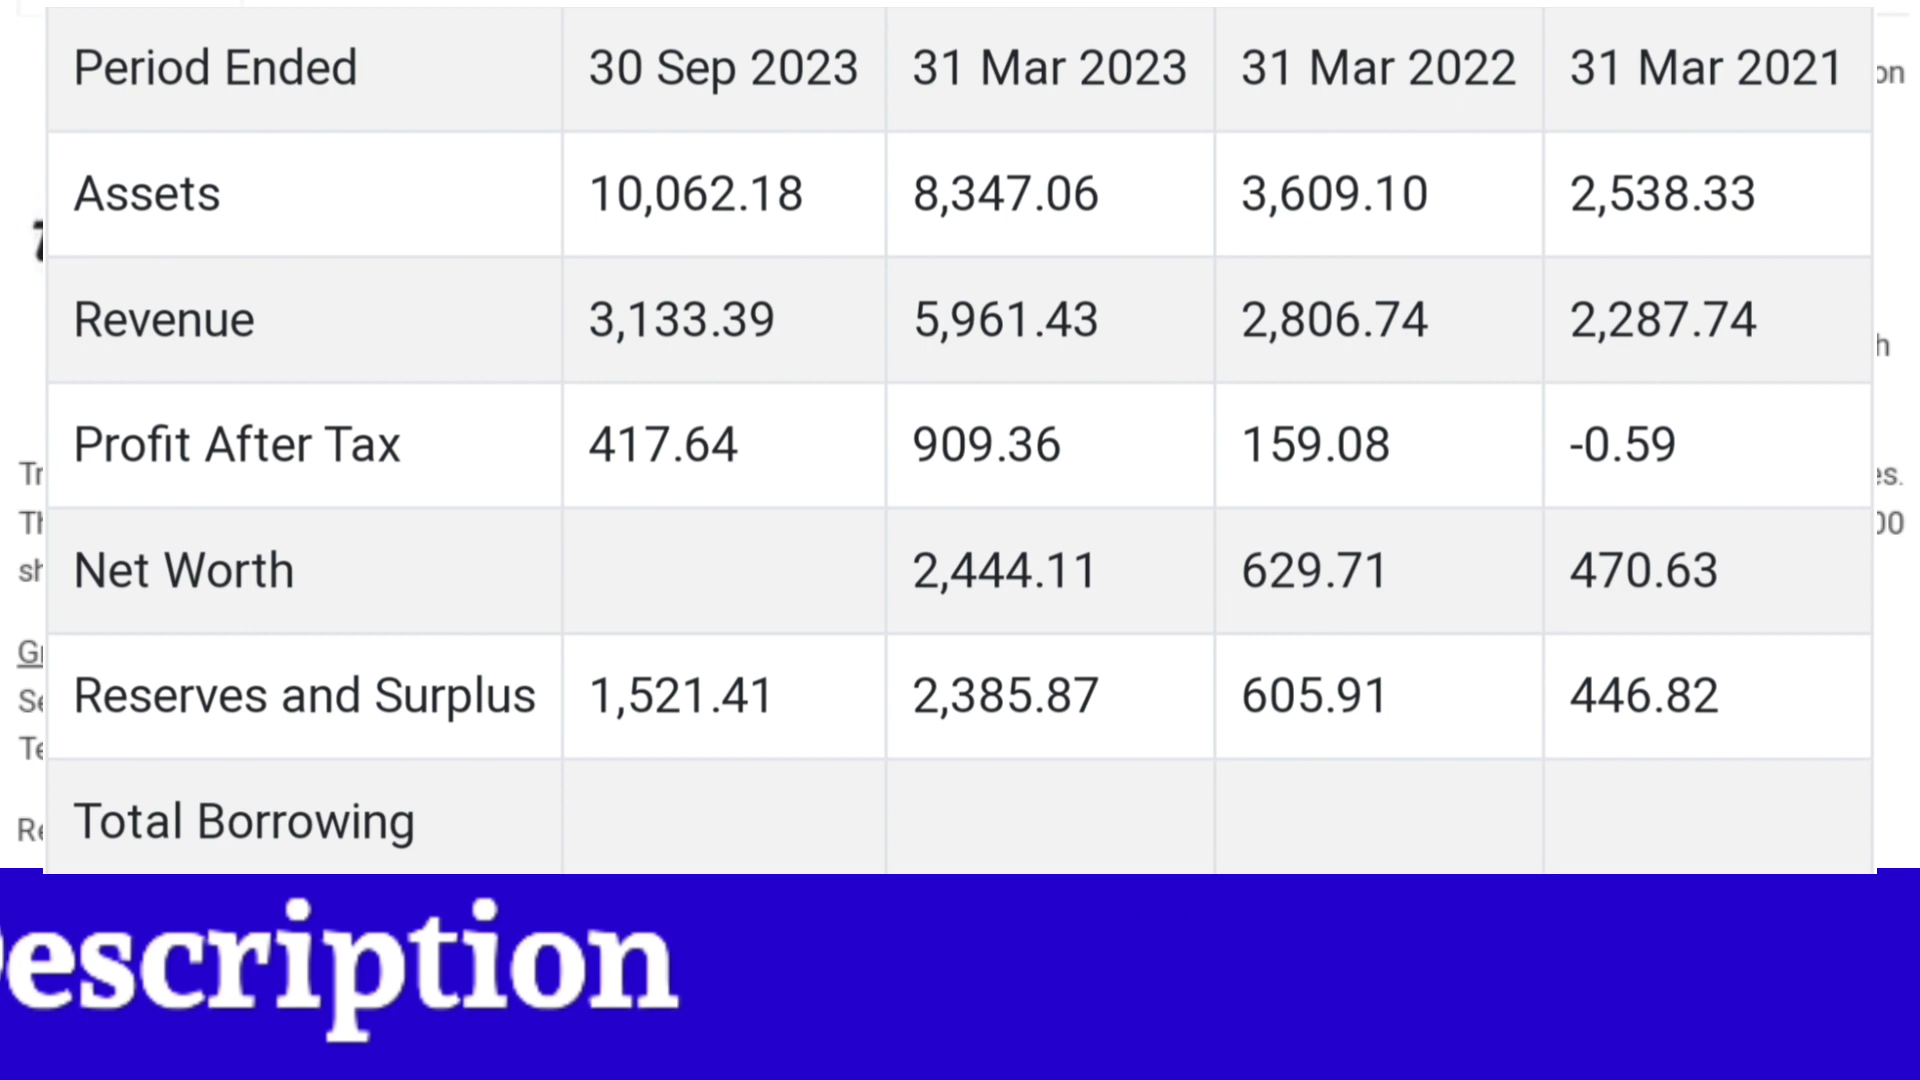 Period Ended 30 Sep 2023 31 Mar 2023 31 Mar 2022 31 Mar 2021
Assets 10,062.18 8,347.06 3,609.10 2,538.33
Revenue 3,133.39 5,961.43 2,806.74 2,287.74
Profit After Tax 417.64 909.36 159.08 -0.59
Net Worth 2,444.11 629.71 470.63
Reserves and Surplus 1,521.41 2,385.87 605.91 446.82
Total Borrowing
escription